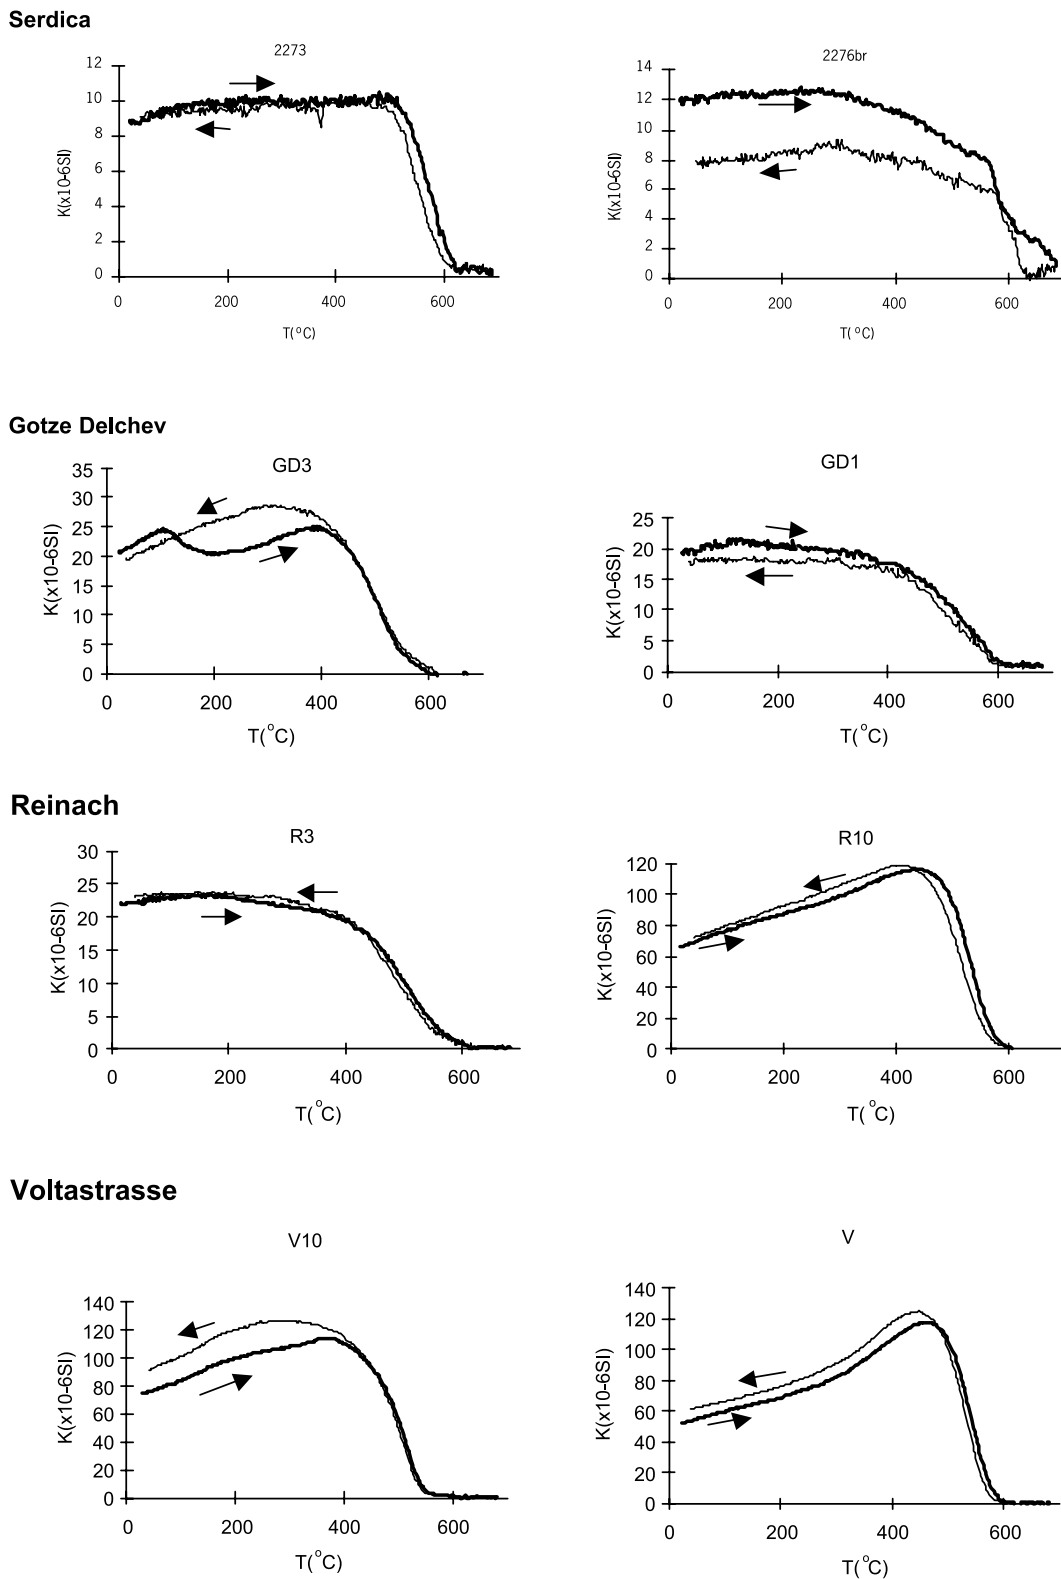 Serdica
2273
12
10
8
6
4
2
0
K(x10-6SI)
0 200 400 600
T(°C)
2276br
14
12
10
8
6
4
2
0
K(x10-6SI)
0 200 400 600
T(°C)
Gotze Delchev
GD3
35
30
25
20
15
10
5
0
K(x10-6SI)
0 200 400 600
T(°C)
GD1
25
20
15
10
5
0
K(x10-6SI)
0 200 400 600
T(°C)
Reinach
R3
30
25
20
15
10
5
0
K(x10-6SI)
0 200 400 600
T(°C)
R10
120
100
80
60
40
20
0
K(x10-6SI)
0 200 400 600
T(°C)
Voltastrasse
V10
140
120
100
80
60
40
20
0
K(x10-6SI)
0 200 400 600
T(°C)
V
140
120
100
80
60
40
20
0
K(x10-6SI)
0 200 400 600
T(°C)